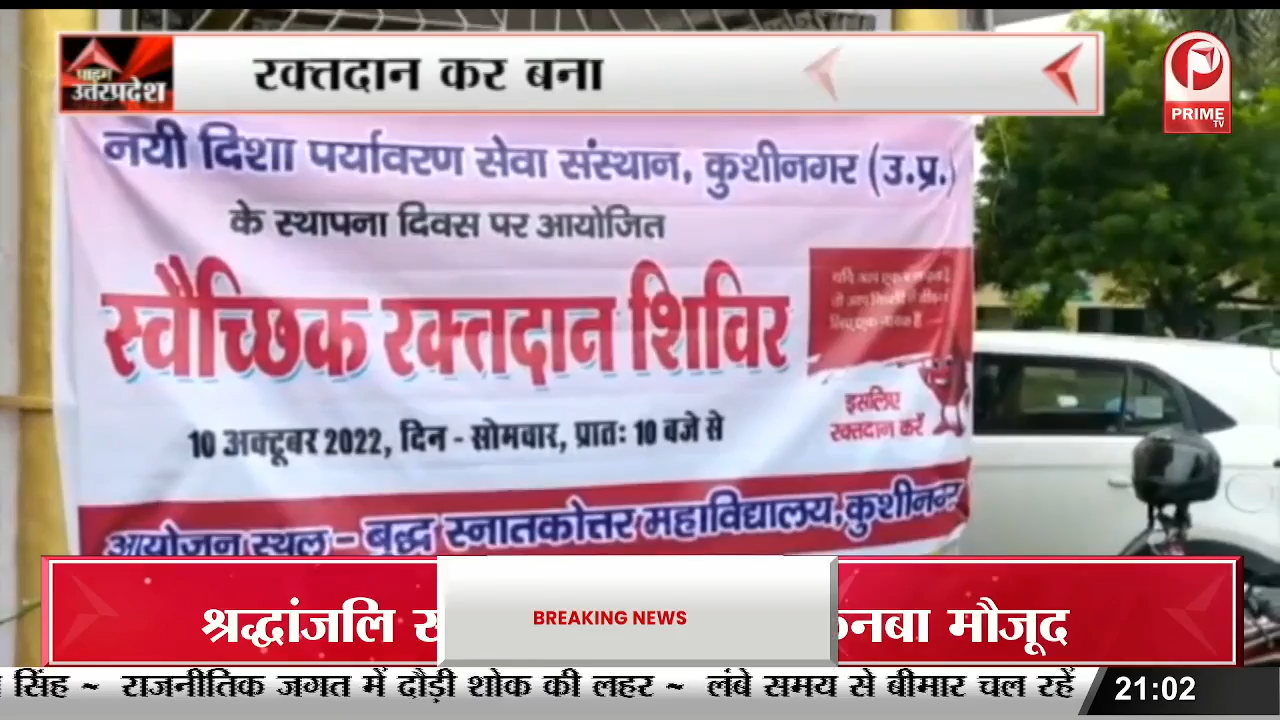 प्राइम
उत्तरप्रदेश
रक्तदान कर बना
PRIME
TV
नयी दिशा पर्यावरण सेवा संस्थान, कुशीनगर (उ.प्र.)
के स्थापना दिवस पर आयोजित
स्वैच्छिक रक्तदान शिविर
इसलिए
रक्तदान करें
10 अक्टूबर 2022, दिन - सोमवार, प्रातः 10 बजे से
आयोजन स्थल - बुद्ध स्नातकोत्तर महाविद्यालय, कुशीनगर
श्रद्धांजलि
BREAKING NEWS
मौजूद
सिंह ~ राजनीतिक जगत में दौड़ी शोक की लहर ~ लंबे समय से बीमार चल रहें
21:02